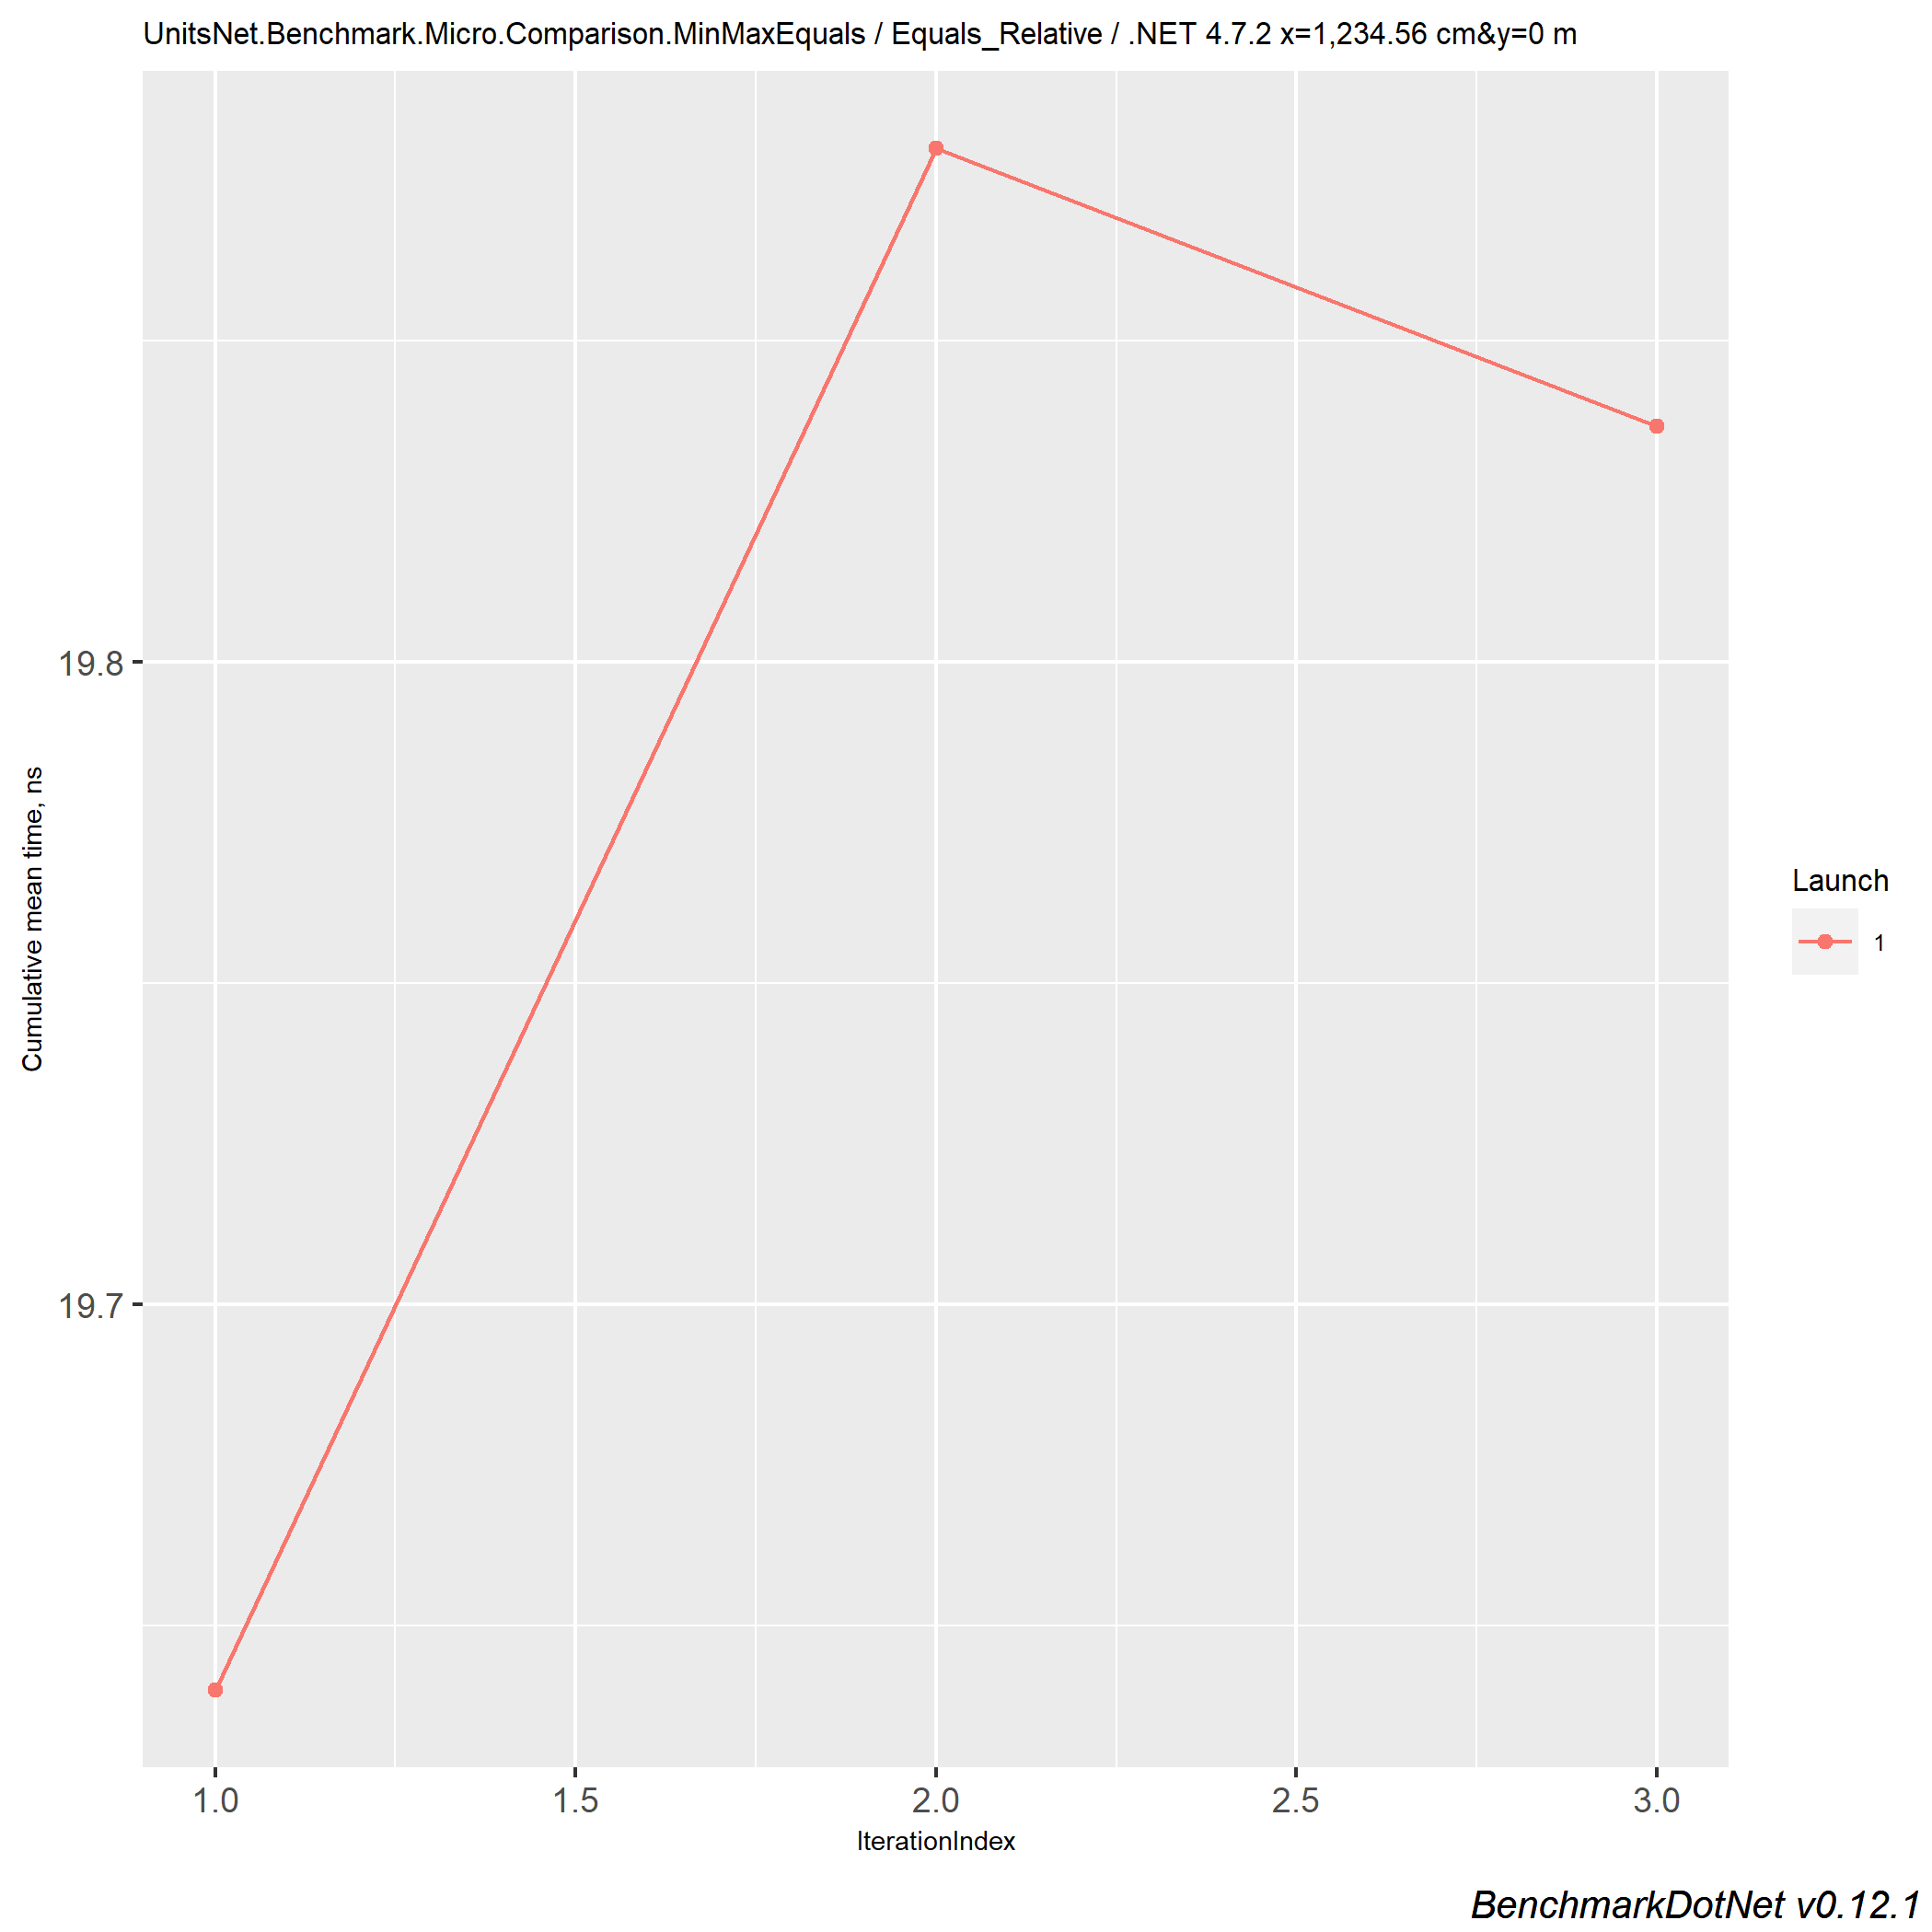 UnitsNet.Benchmark.Micro.Comparison.MinMaxEquals / Equals_Relative / .NET 4.7.2 x=1,234.56 cm&y=0 m
19.8
19.7
Cumulative mean time, ns
1.0 1.5 2.0 2.5 3.0
IterationIndex
Launch
1
BenchmarkDotNet v0.12.1